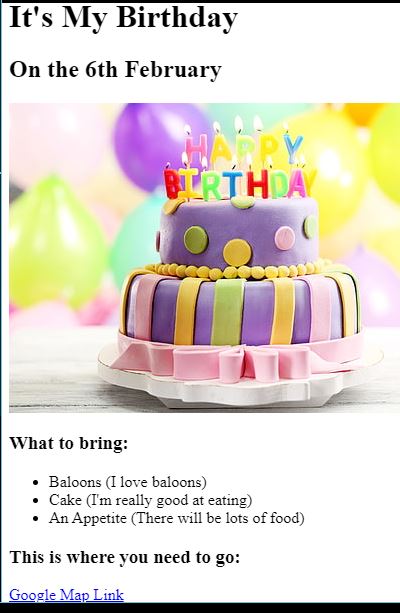 It's My Birthday
On the 6th February
HAPPY
BIRTHDAY
What to bring:
Baloons (I love baloons)
Cake (I'm really good at eating)
An Appetite (There will be lots of food)
This is where you need to go:
Google Map Link